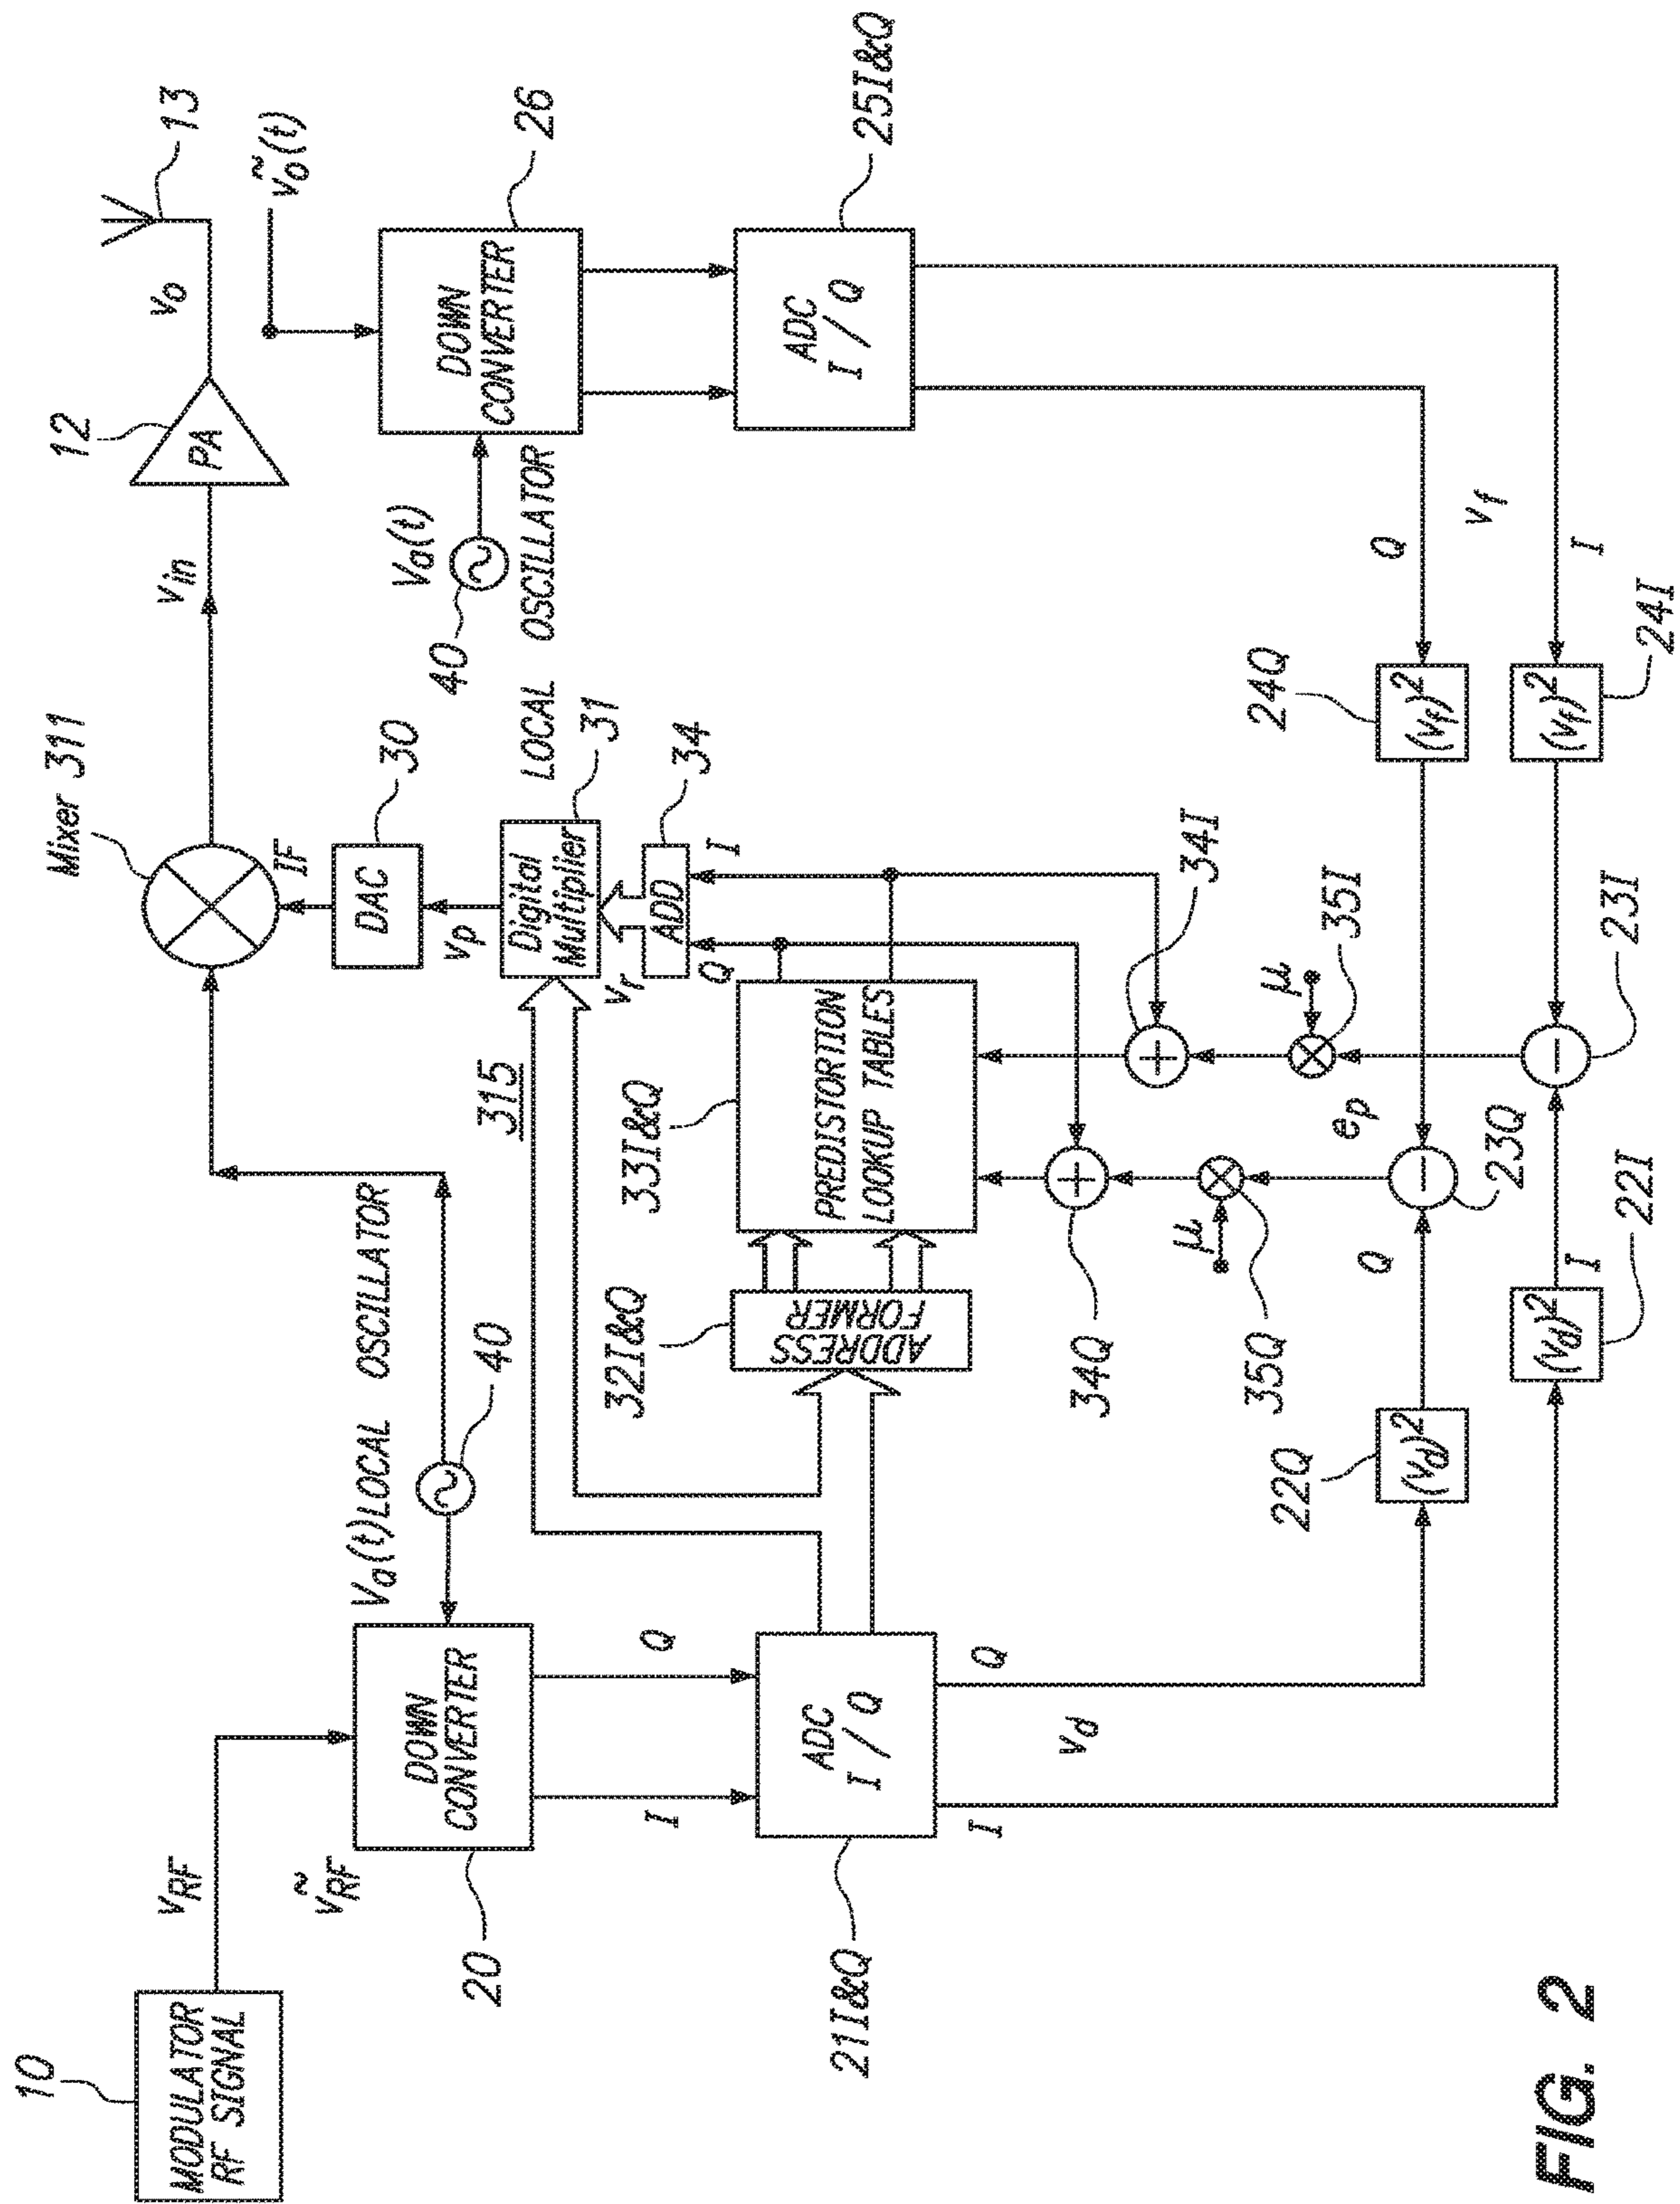 10
MODULATOR
RF SIGNAL
v_RF
ṽ_RF
DOWN
CONVERTER
20
V_a(t) LOCAL OSCILLATOR
40
I
Q
ADC
I / Q
21I&Q
I
Q
v_d
Mixer 311
IF
v_in
12
PA
v_o
13
ṽ_o(t)
DAC
30
v_p
315
Digital
Multiplier
31
v_r
ADD
34
Q
I
LOCAL OSCILLATOR
V_a(t)
40
DOWN
CONVERTER
26
ADC
I / Q
25I&Q
32I&Q
ADDRESS
FORMER
33I&Q
PREDISTORTION
LOOKUP TABLES
34Q
34I
35Q
μ
35I
μ
e_p
22Q
(v_d)²
Q
23Q
24Q
(v_f)²
Q
v_f
22I
(v_d)²
I
23I
24I
(v_f)²
I
FIG. 2